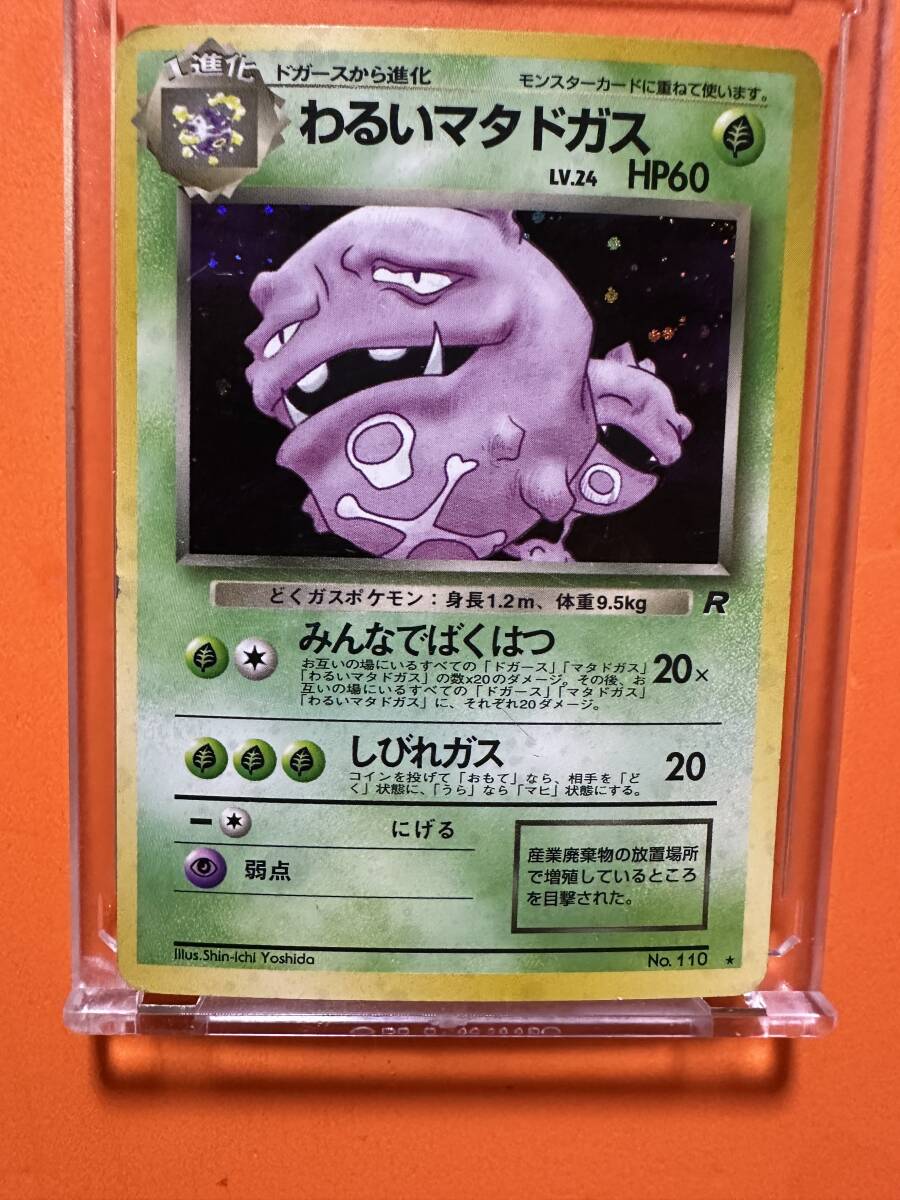 1進化
ドガースから進化
モンスターカードに重ねて使います。
わるいマタドガス
LV.24 HP60
どくガスポケモン：身長1.2m、体重9.5kg
R
みんなでばくはつ
お互いの場にいるすべての「ドガース」「マタドガス」
「わるいマタドガス」の数x20のダメージ。その後、お
互いの場にいるすべての「ドガース」「マタドガス」
「わるいマタドガス」に、それぞれ20ダメージ。
20×
しびれガス
コインを投げて「おもて」なら、相手を「ど
く」状態に、「うら」なら「マヒ」状態にする。
20
にげる
弱点
産業廃棄物の放置場所
で増殖しているところ
を目撃された。
Illus.Shin-ichi Yoshida
No. 110 ★